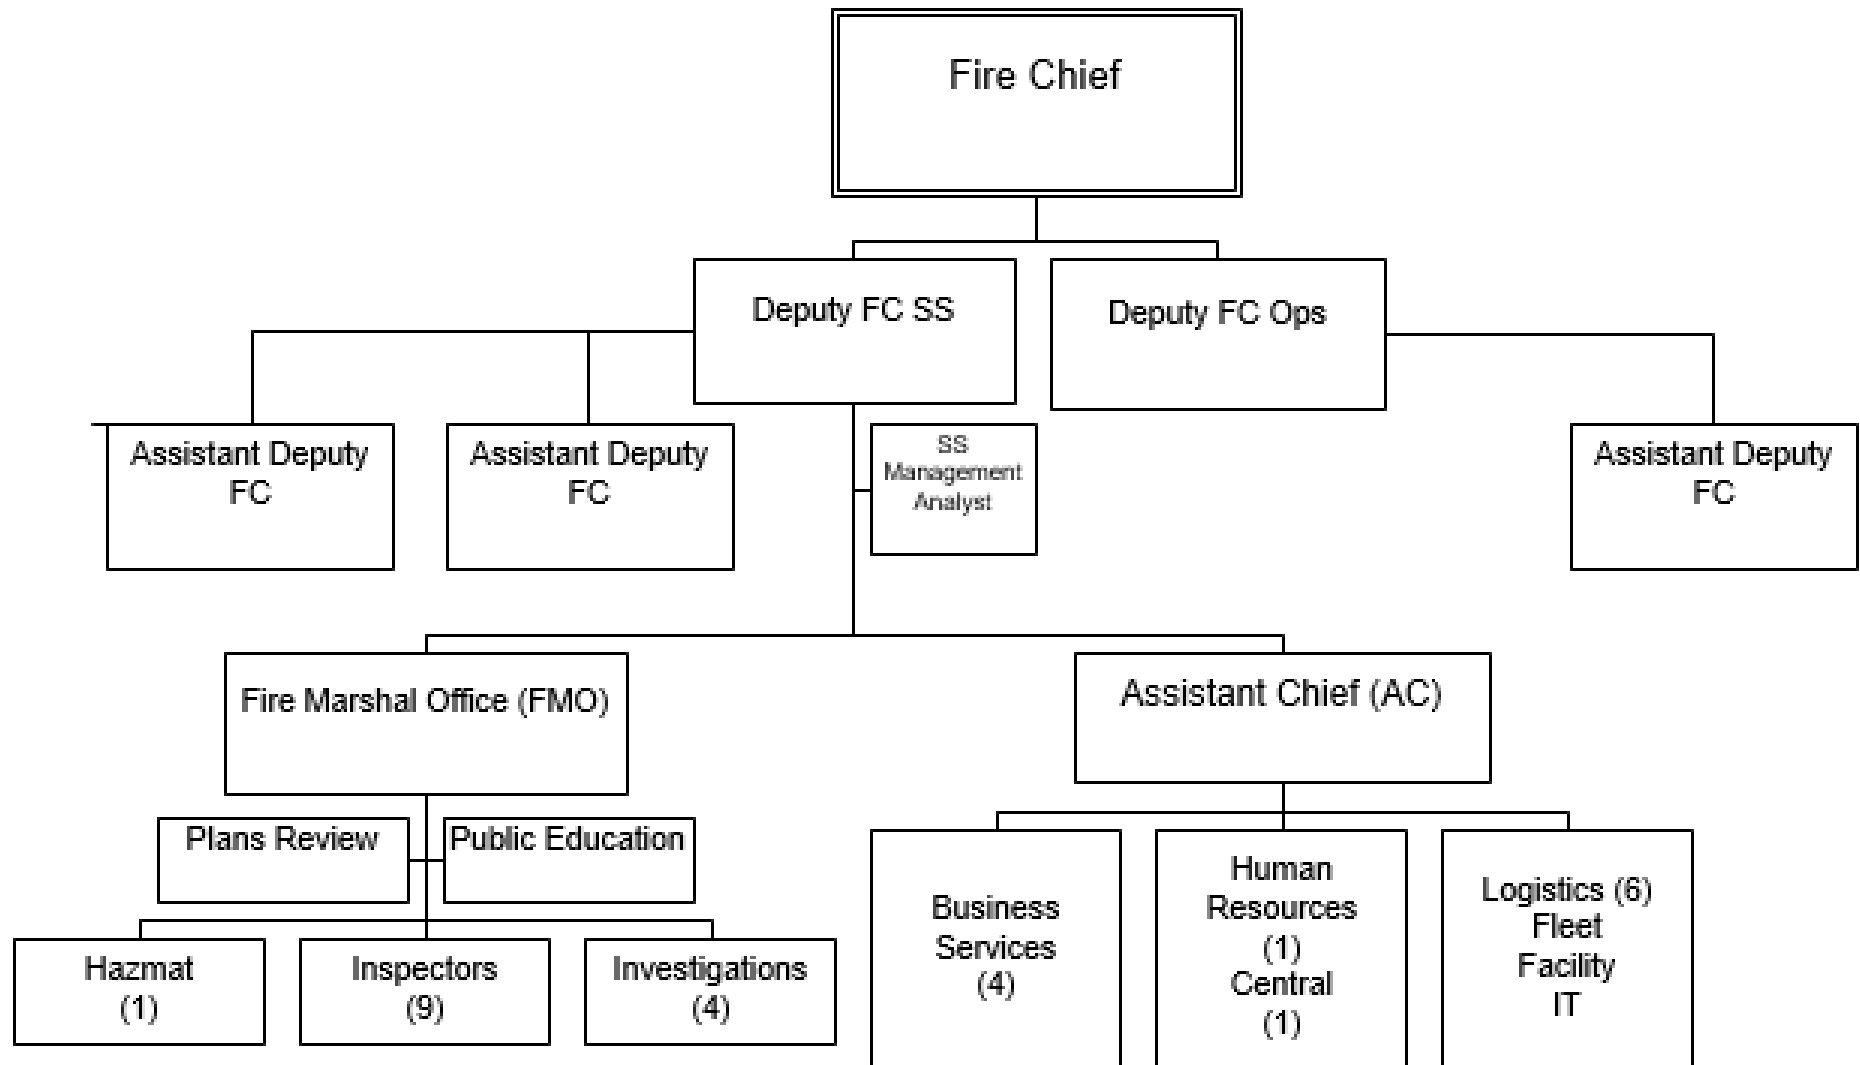 Fire Chief
Deputy FC SS
Deputy FC Ops
Assistant Deputy
FC
Assistant Deputy
FC
SS
Management
Analyst
Assistant Deputy
FC
Fire Marshal Office (FMO)
Assistant Chief (AC)
Plans Review
Public Education
Hazmat
(1)
Inspectors
(9)
Investigations
(4)
Business
Services
(4)
Human
Resources
(1)
Central
(1)
Logistics (6)
Fleet
Facility
IT